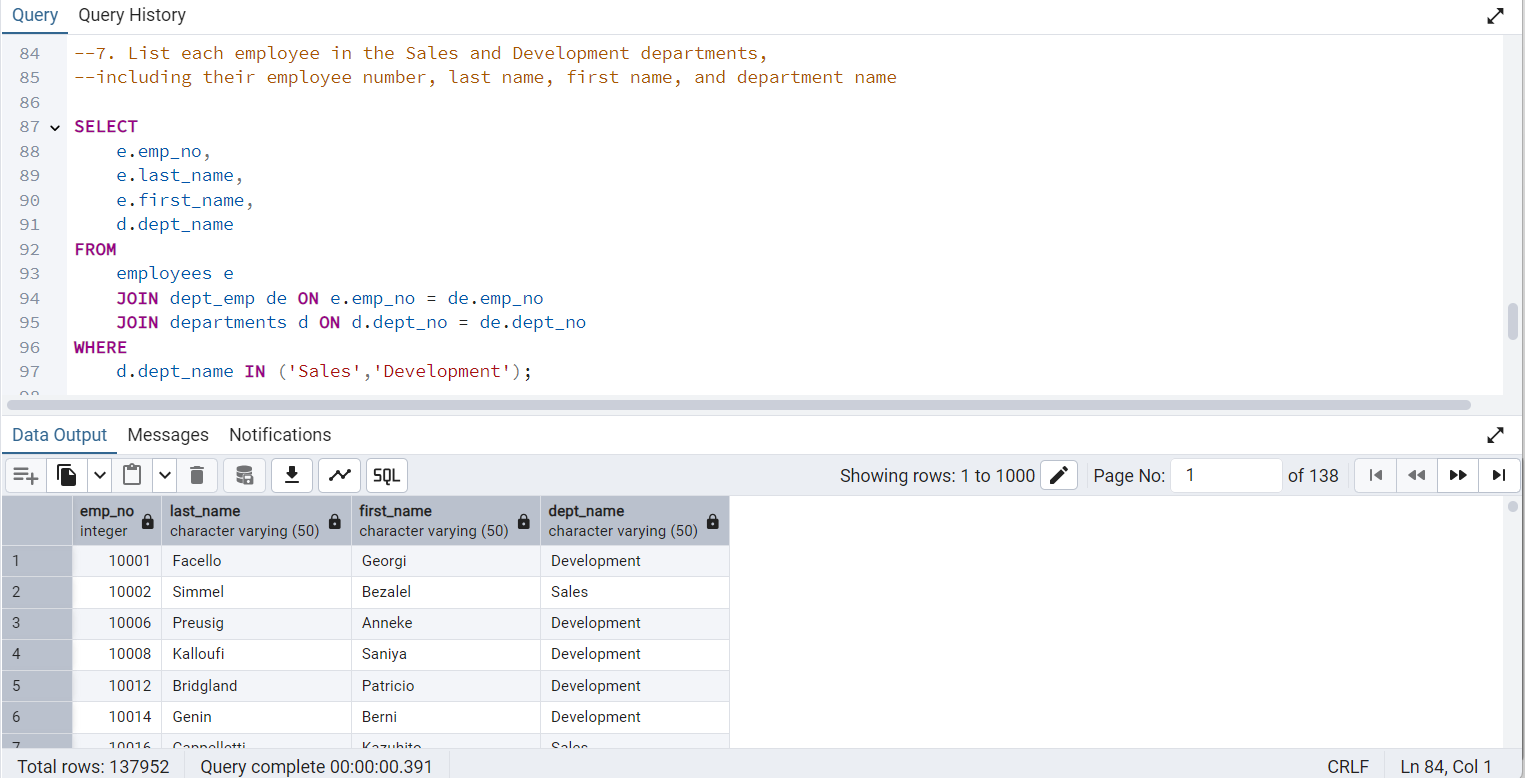 Query Query History
84 --7. List each employee in the Sales and Development departments,
85 --including their employee number, last name, first name, and department name
86
87 SELECT
88 e.emp_no,
89 e.last_name,
90 e.first_name,
91 d.dept_name
92 FROM
93 employees e
94 JOIN dept_emp de ON e.emp_no = de.emp_no
95 JOIN departments d ON d.dept_no = de.dept_no
96 WHERE
97 d.dept_name IN ('Sales','Development');
98
Data Output Messages Notifications
SQL Showing rows: 1 to 1000 Page No: 1 of 138
emp_no last_name first_name dept_name
integer character varying (50) character varying (50) character varying (50)
1 10001 Facello Georgi Development
2 10002 Simmel Bezalel Sales
3 10006 Preusig Anneke Development
4 10008 Kalloufi Saniya Development
5 10012 Bridgland Patricio Development
6 10014 Genin Berni Development
7 10016 Cappelletti Kazuhito Sales
Total rows: 137952 Query complete 00:00:00.391 CRLF Ln 84, Col 1